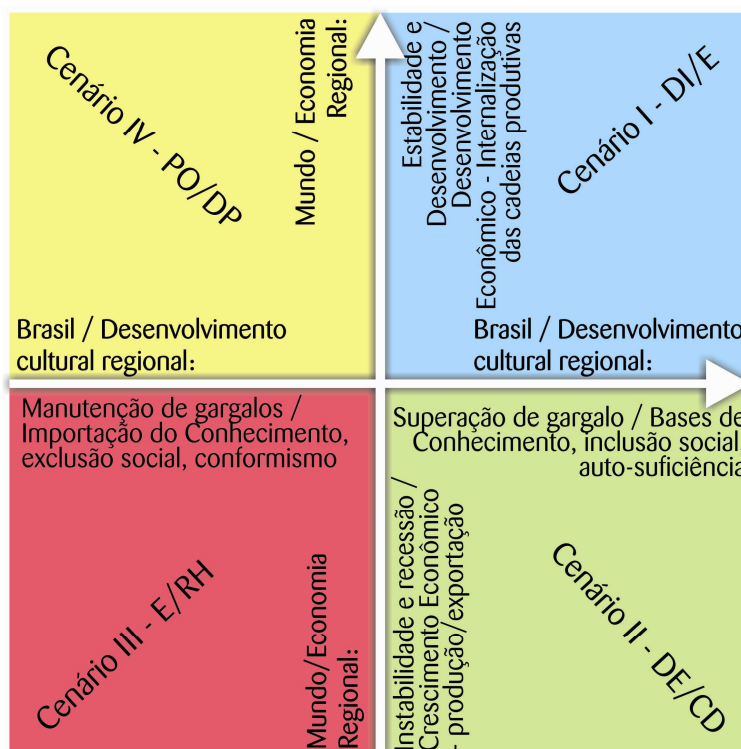 Cenário IV - PO/DP
Mundo / Economia
Regional:
Estabilidade e
Desenvolvimento /
Desenvolvimento
Econômico - Internalização
das cadeias produtivas
Cenário I - DI/E
Brasil / Desenvolvimento
cultural regional:
Brasil / Desenvolvimento
cultural regional:
Manutenção de gargalos /
Importação do Conhecimento,
exclusão social, conformismo
Superação de gargalo / Bases de
Conhecimento, inclusão social
auto-suficiência
Cenário III - E/RH
Mundo/Economia
Regional:
Instabilidade e recessão /
Crescimento Econômico
- produção/exportação
Cenário II - DE/CD